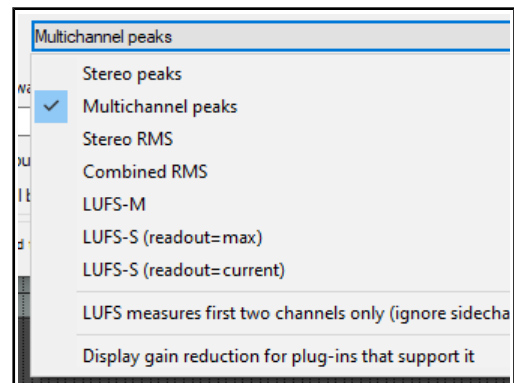 Multichannel peaks
Stereo peaks
Multichannel peaks
Stereo RMS
Combined RMS
LUFS-M
LUFS-S (readout=max)
LUFS-S (readout=current)
LUFS measures first two channels only (ignore sidecha
Display gain reduction for plug-ins that support it